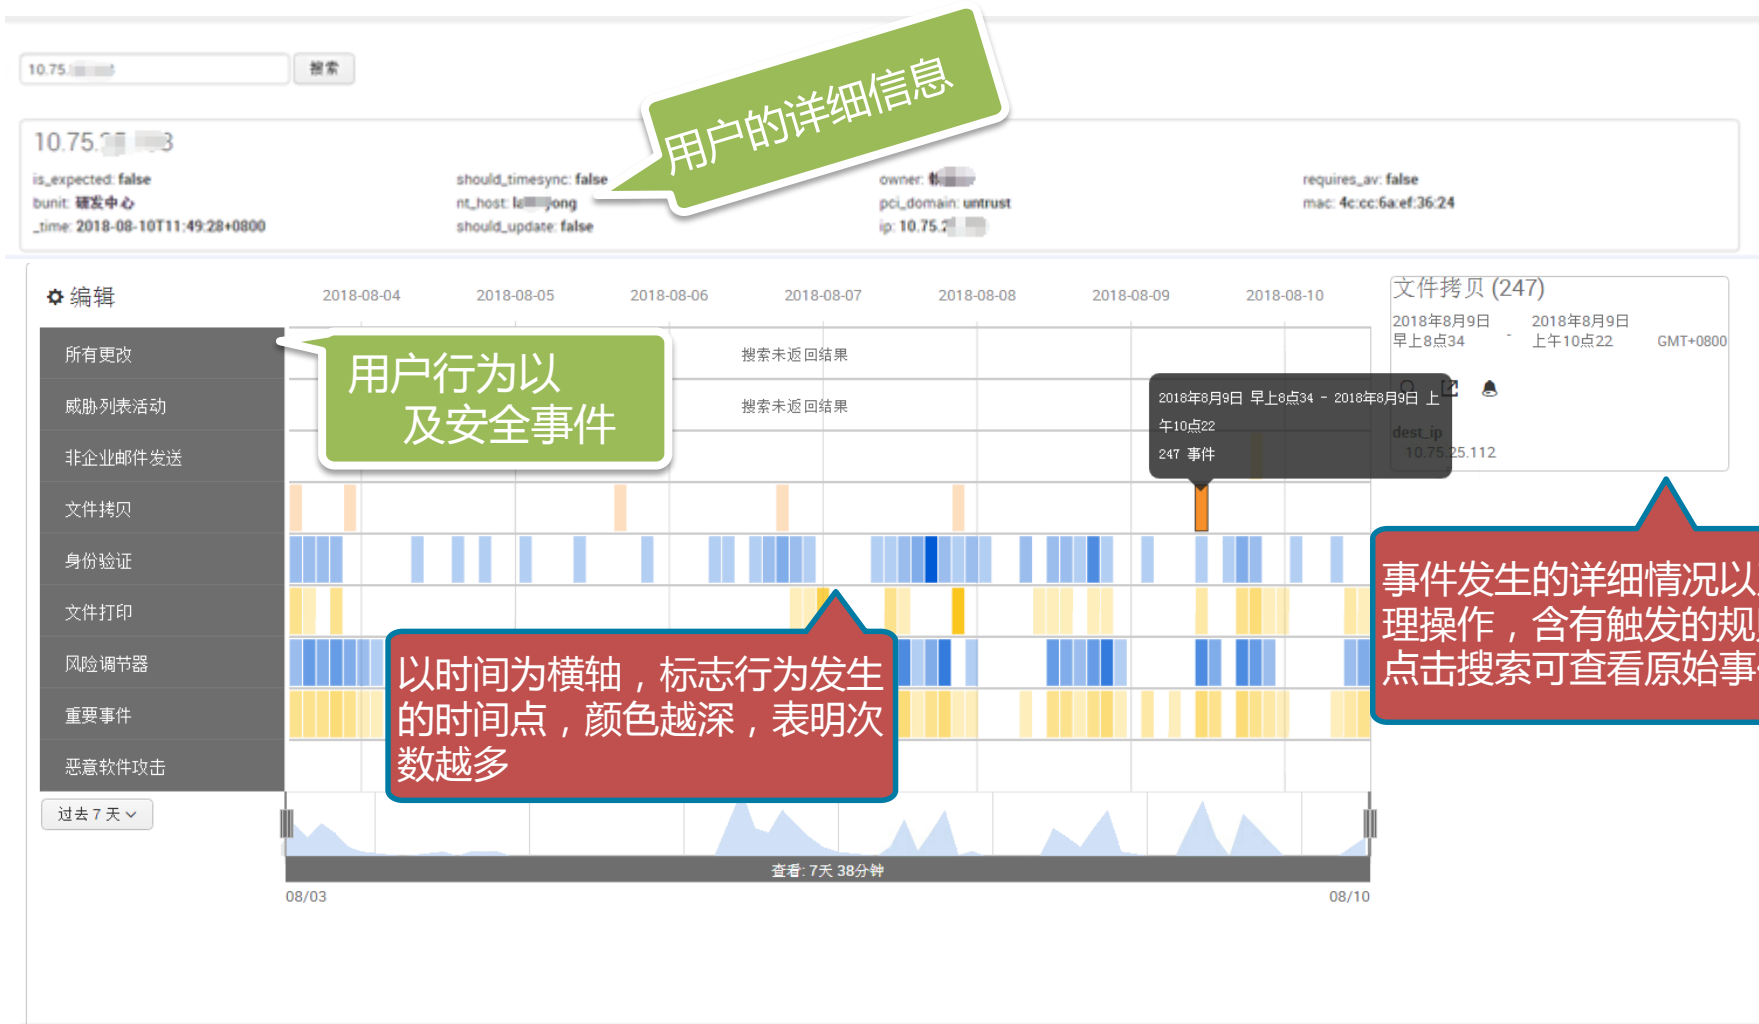 10.75.
搜索
用户的详细信息
10.75.
is_expected: false
should_timesync: false
owner:
requires_av: false
bunit: 研发中心
nt_host:
pci_domain: untrust
mac: 4c:cc:6a:ef:36:24
_time: 2018-08-10T11:49:28+0800
should_update: false
ip: 10.75.2
编辑
2018-08-04
2018-08-05
2018-08-06
2018-08-07
2018-08-08
2018-08-09
2018-08-10
文件拷贝 (247)
2018年8月9日
早上8点34
-
2018年8月9日
上午10点22
GMT+0800
所有更改
搜索未返回结果
威胁列表活动
搜索未返回结果
用户行为以
及安全事件
2018年8月9日 早上8点34 - 2018年8月9日 上
午10点22
247 事件
dest_ip
10.75.25.112
非企业邮件发送
文件拷贝
身份验证
文件打印
风险调节器
重要事件
恶意软件攻击
以时间为横轴，标志行为发生
的时间点，颜色越深，表明次
数越多
事件发生的详细情况以
理操作，含有触发的规
点击搜索可查看原始事
过去 7 天
查看: 7天 38分钟
08/03
08/10